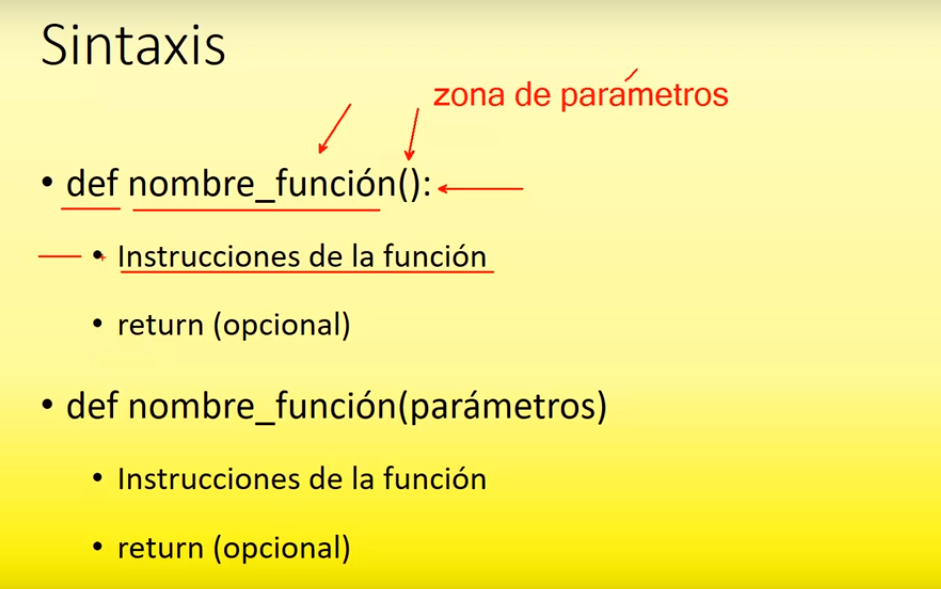 Sintaxis
zona de parámetros
• def nombre_función():
• Instrucciones de la función
• return (opcional)
• def nombre_función(parámetros)
• Instrucciones de la función
• return (opcional)